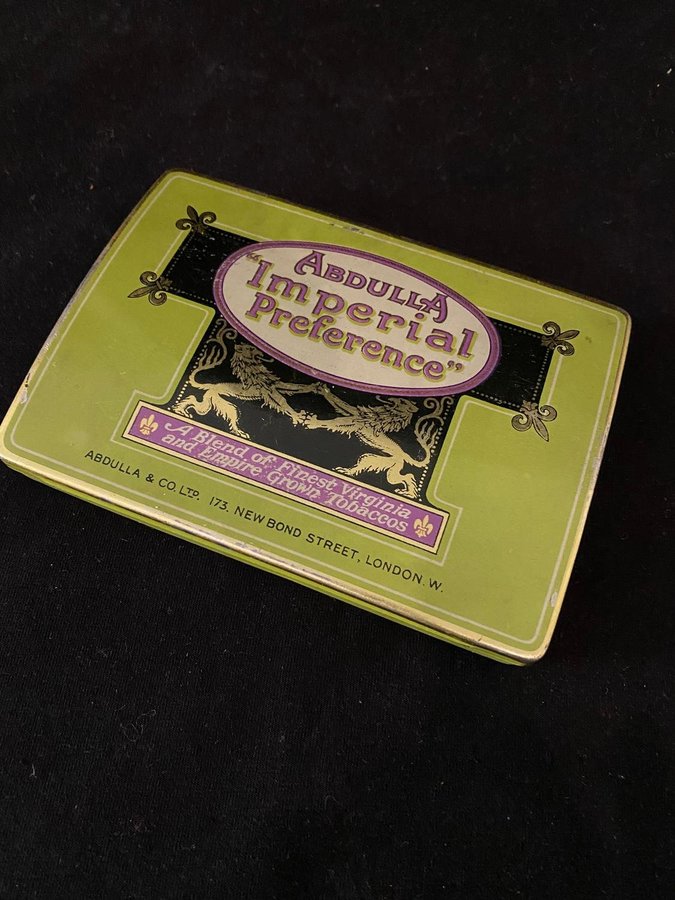 ABDULLA
"Imperial
Preference"
A Blend of Finest Virginia
and Empire Grown Tobaccos
ABDULLA & CO. LTD. 173, NEW BOND STREET, LONDON. W.